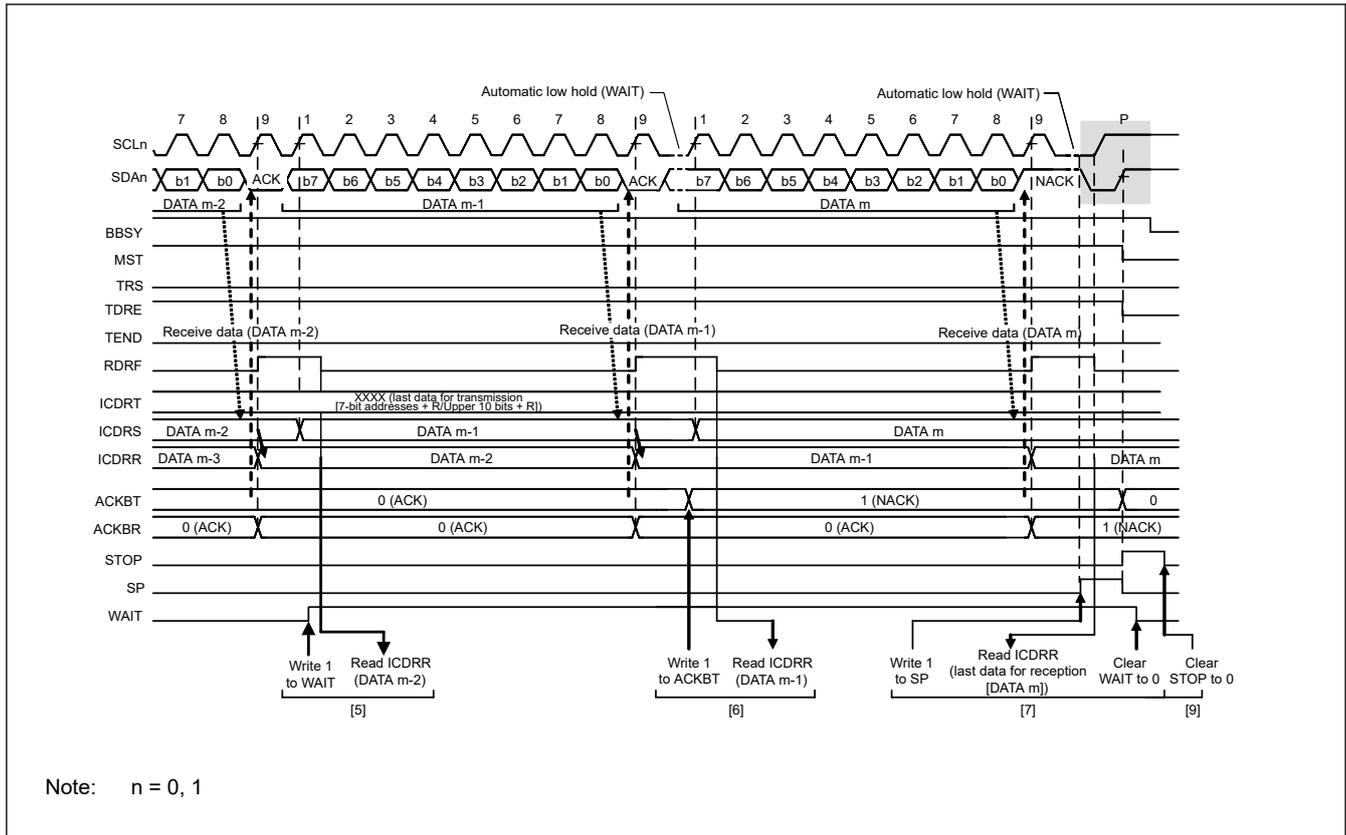 Automatic low hold (WAIT)
Automatic low hold (WAIT)
7 8 9 1 2 3 4 5 6 7 8 9 1 2 3 4 5 6 7 8 9 P
SCLn
SDAn b1 b0 ACK b7 b6 b5 b4 b3 b2 b1 b0 ACK b7 b6 b5 b4 b3 b2 b1 b0 NACK
DATA m-2 DATA m-1 DATA m
BBSY
MST
TRS
TDRE
TEND Receive data (DATA m-2) Receive data (DATA m-1) Receive data (DATA m)
RDRF
ICDRT XXXX (last data for transmission
[7-bit addresses + R/Upper 10 bits + R])
ICDRS DATA m-2 DATA m-1 DATA m
ICDRR DATA m-3 DATA m-2 DATA m-1 DATA m
ACKBT 0 (ACK) 1 (NACK) 0
ACKBR 0 (ACK) 0 (ACK) 0 (ACK) 1 (NACK)
STOP
SP
WAIT
Write 1
to WAIT
Read ICDRR
(DATA m-2)
[5]
Write 1
to ACKBT
Read ICDRR
(DATA m-1)
[6]
Write 1
to SP
Read ICDRR
(last data for reception
[DATA m])
Clear
WAIT to 0
[7]
Clear
STOP to 0
[9]
Note: n = 0, 1